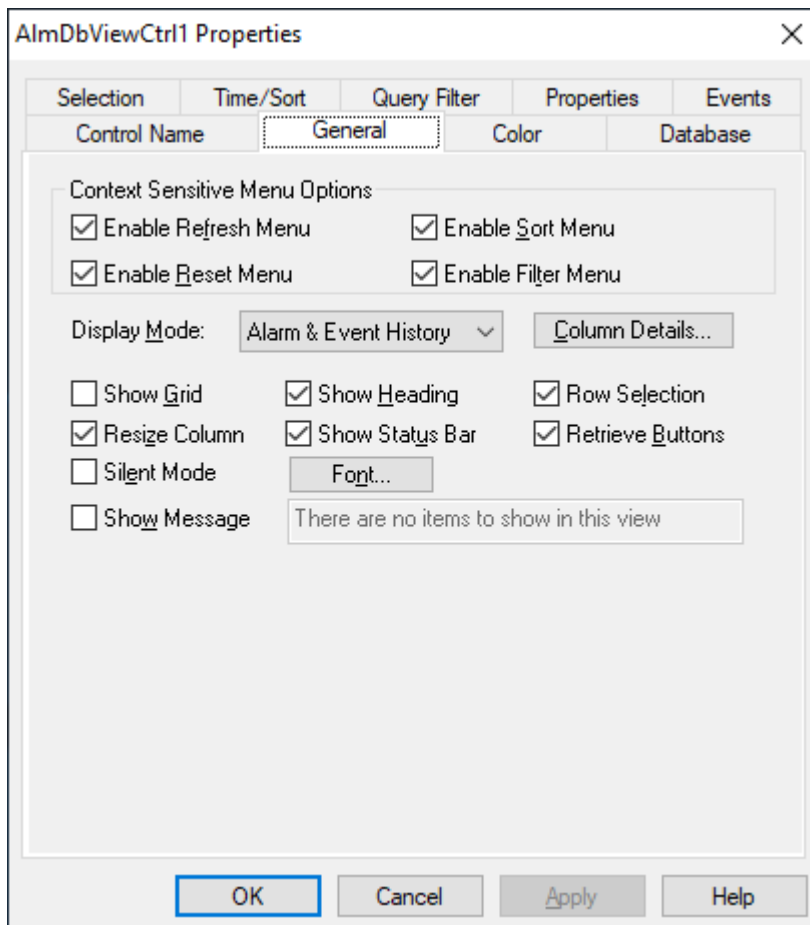 AlmDbViewCtrl1 Properties
Selection Time/Sort Query Filter Properties Events
Control Name General Color Database
Context Sensitive Menu Options
Enable Refresh Menu Enable Sort Menu
Enable Reset Menu Enable Filter Menu
Display Mode: Alarm & Event History Column Details...
Show Grid Show Heading Row Selection
Resize Column Show Status Bar Retrieve Buttons
Silent Mode Font...
Show Message There are no items to show in this view
OK Cancel Apply Help